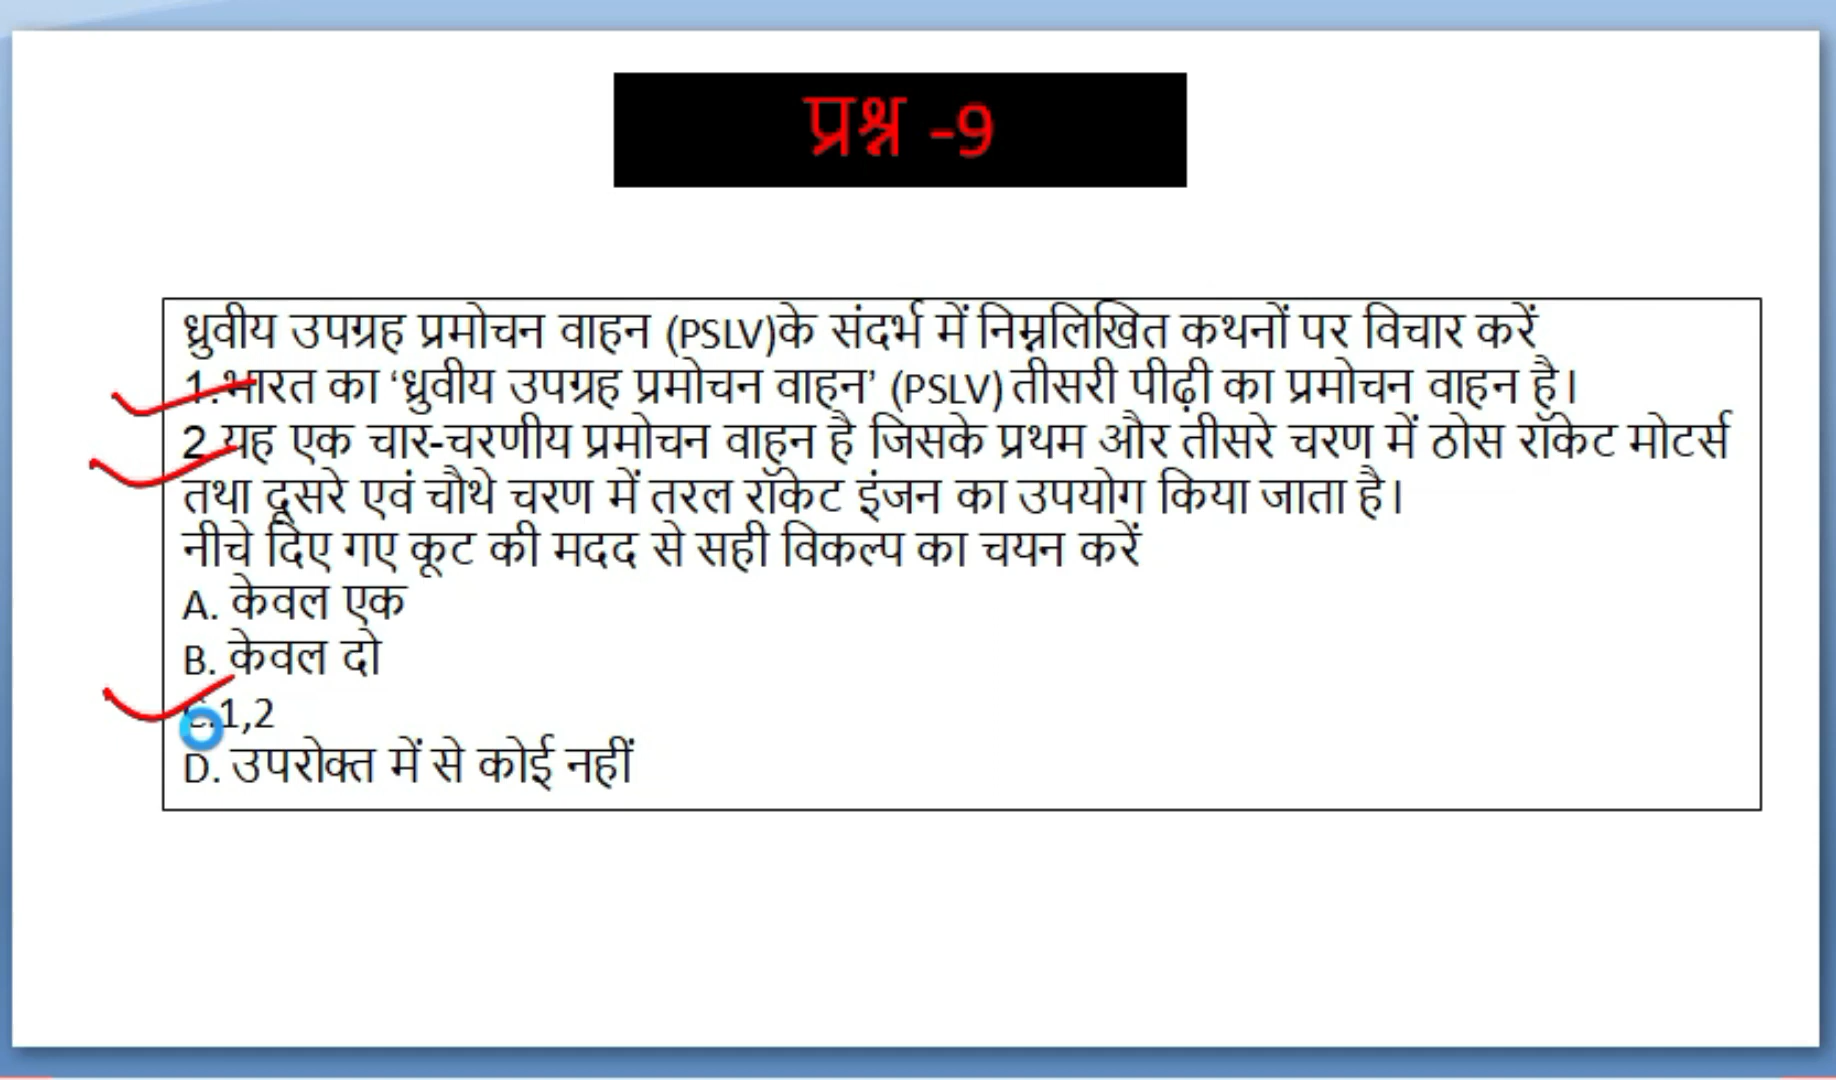 प्रश्न -9
ध्रुवीय उपग्रह प्रमोचन वाहन (PSLV)के संदर्भ में निम्नलिखित कथनों पर विचार करें
1.भारत का ‘ध्रुवीय उपग्रह प्रमोचन वाहन’ (PSLV) तीसरी पीढ़ी का प्रमोचन वाहन है।
2.यह एक चार-चरणीय प्रमोचन वाहन है जिसके प्रथम और तीसरे चरण में ठोस रॉकेट मोटर्स
तथा दूसरे एवं चौथे चरण में तरल रॉकेट इंजन का उपयोग किया जाता है।
नीचे दिए गए कूट की मदद से सही विकल्प का चयन करें
A. केवल एक
B. केवल दो
C.1,2
D. उपरोक्त में से कोई नहीं